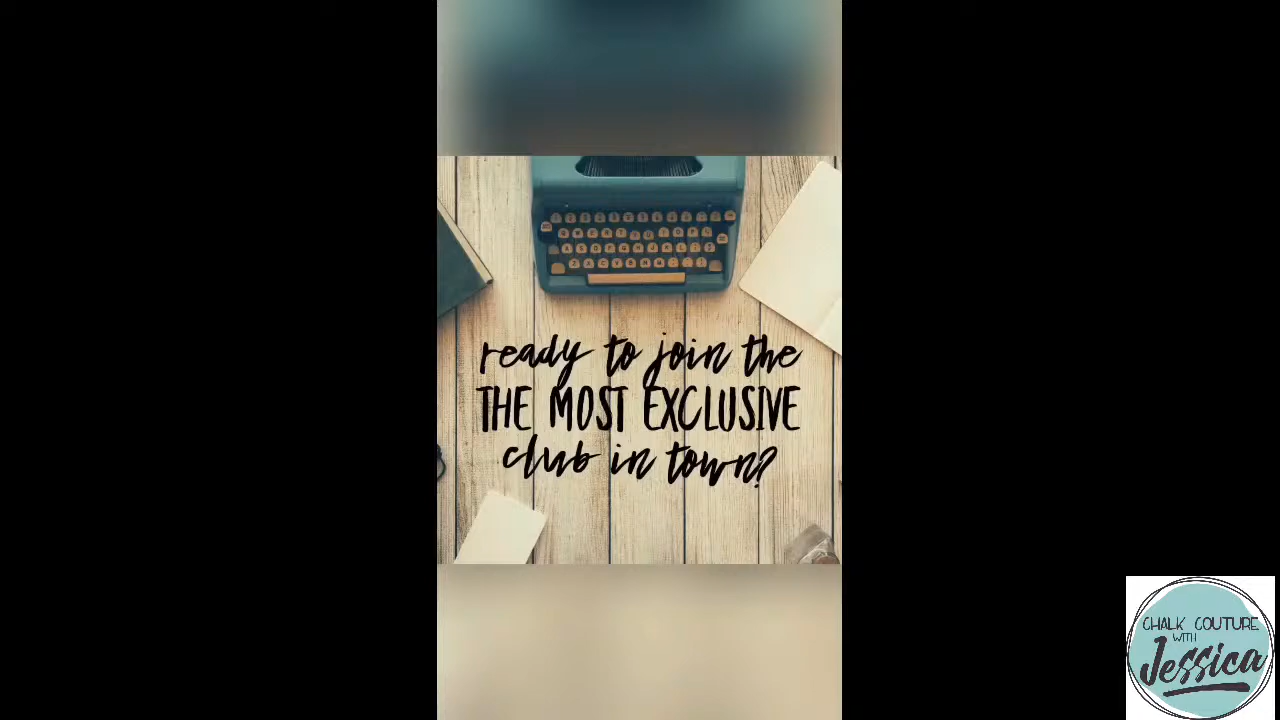 ready to join the
THE MOST EXCLUSIVE
club in town?
CHALK COUTURE
WITH
Jessica